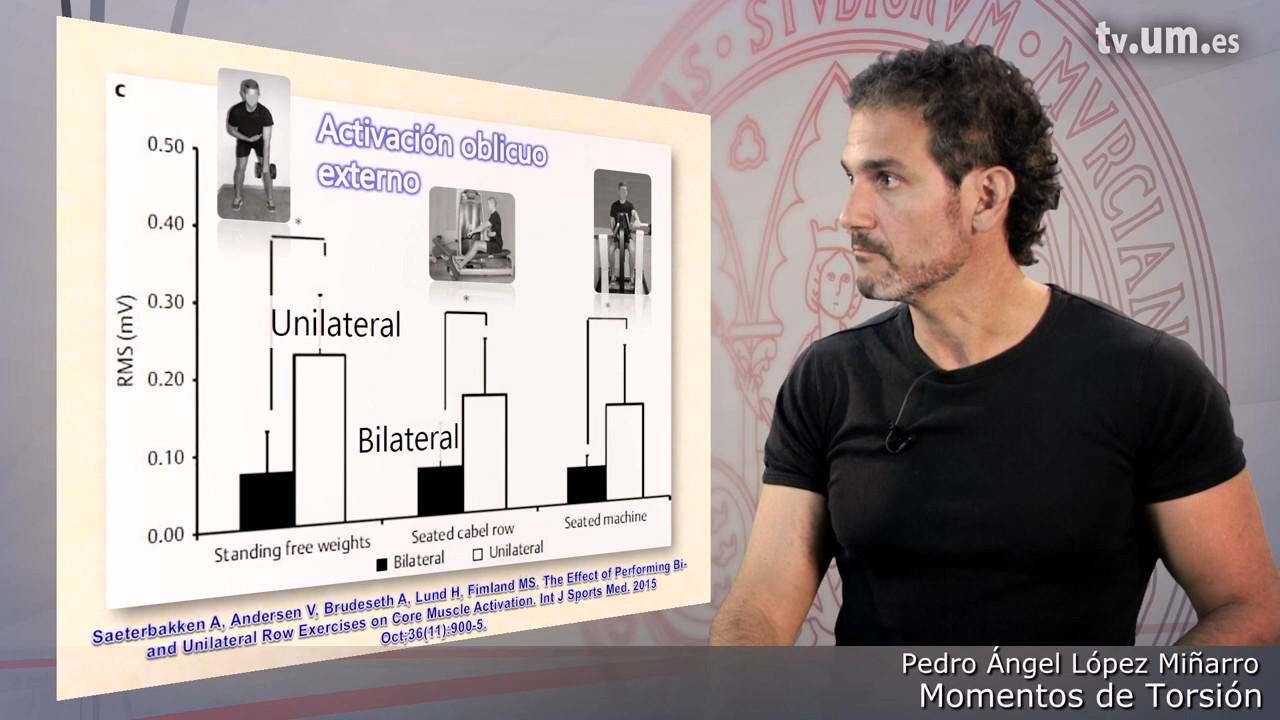 tv.um.es
STVDIORVM
MVRCIAN
c
Activación oblicuo
externo
0.50
0.40
0.30
0.20
0.10
0.00
RMS (mV)
*
*
*
Unilateral
Bilateral
Standing free weights
Seated cabel row
Seated machine
Bilateral
Unilateral
Saeterbakken A, Andersen V, Brudeseth A, Lund H, Fimland MS. The Effect of Performing Bi-
and Unilateral Row Exercises on Core Muscle Activation. Int J Sports Med. 2015
Oct;36(11):900-5.
Pedro Ángel López Miñarro
Momentos de Torsión